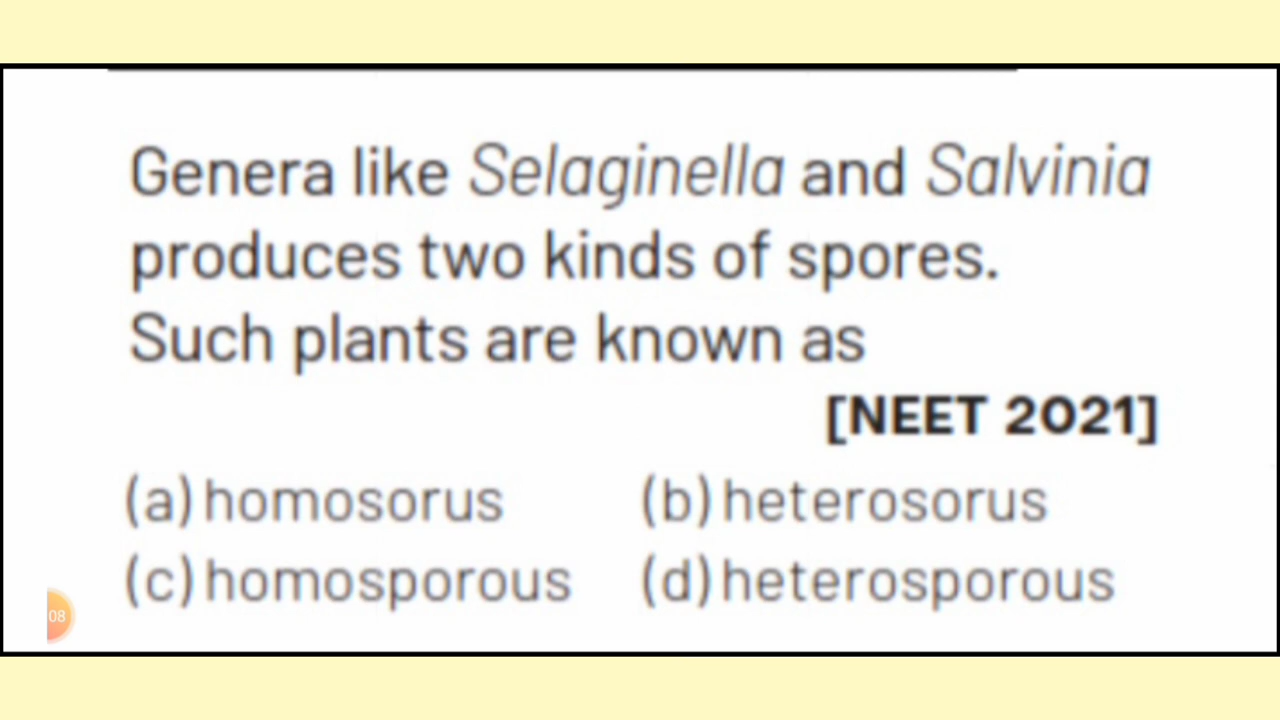 Genera like Selaginella and Salvinia
produces two kinds of spores.
Such plants are known as
[NEET 2021]
(a) homosorus (b) heterosorus
(c) homosporous (d) heterosporous
08